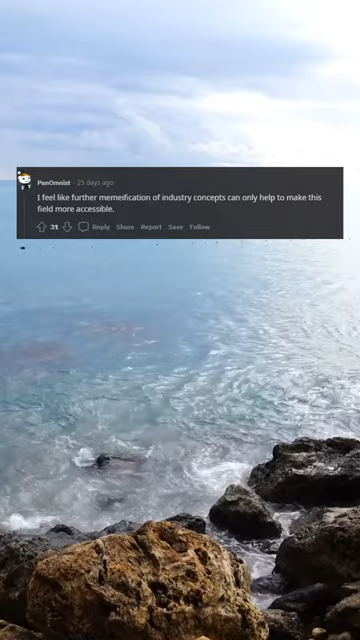 PanOmnist · 25 days ago
I feel like further memeification of industry concepts can only help to make this
field more accessible.
31 Reply Share Report Save Follow